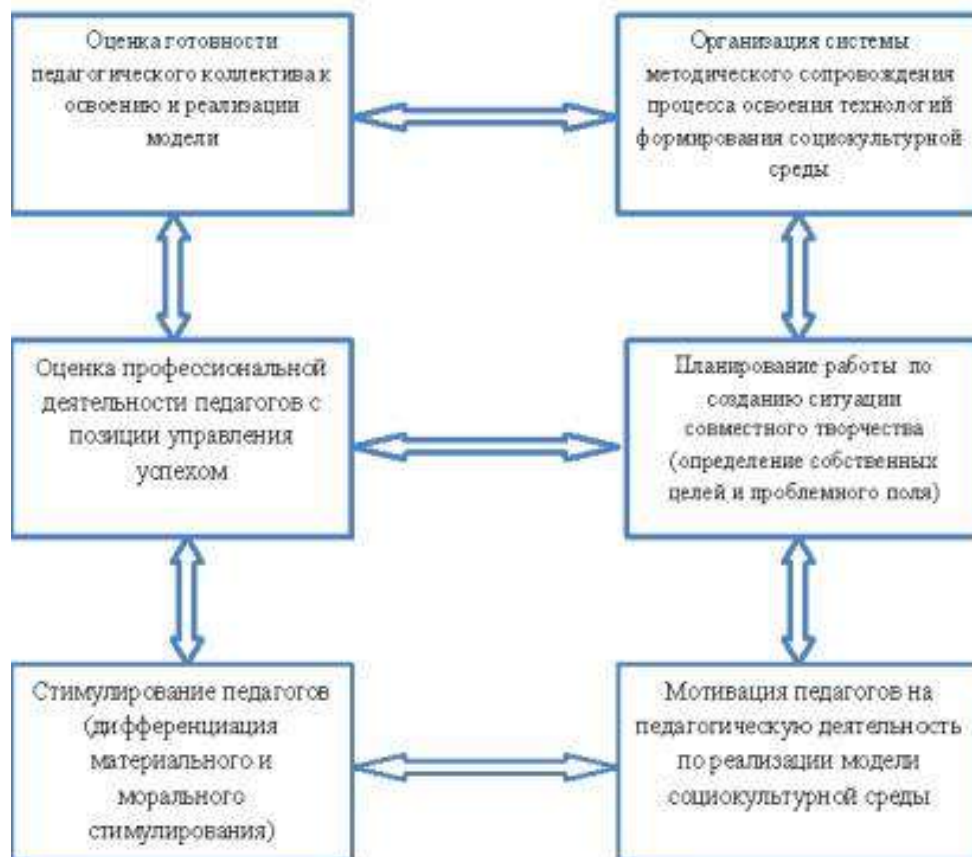 Оценка готовности
педагогического коллектива к
освоению и реализации
модели
Организация системы
методического сопровождения
процесса освоения технологий
формирования социокультурной
среды
Оценка профессиональной
деятельности педагогов с
позиции управления
успехом
Планирование работы по
созданию ситуации
совместного творчества
(определение собственных
целей и проблемного поля)
Стимулирование педагогов
(дифференциация
материального и
морального
стимулирования)
Мотивация педагогов на
педагогическую деятельность
по реализации модели
социокультурной среды